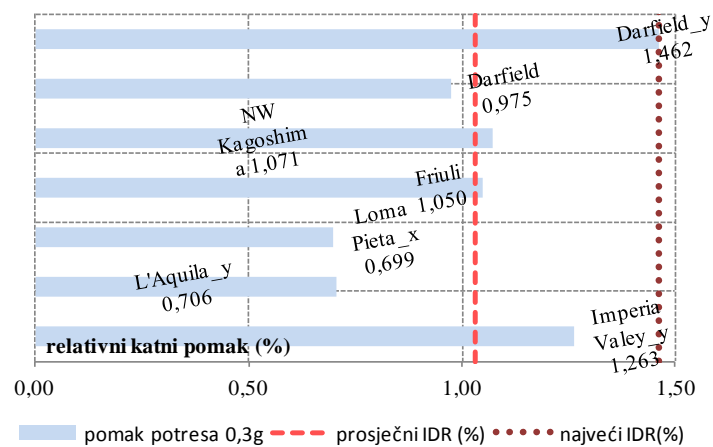 Darfield_y
1,462
Darfield
0,975
NW
Kagoshim
a 1,071
Friuli
1,050
Loma
Pieta_x
0,699
L'Aquila_y
0,706
Imperia
Valey_y
1,263
relativni katni pomak (%)
0,00 0,50 1,00 1,50
pomak potresa 0,3g prosječni IDR (%) najveći IDR(%)